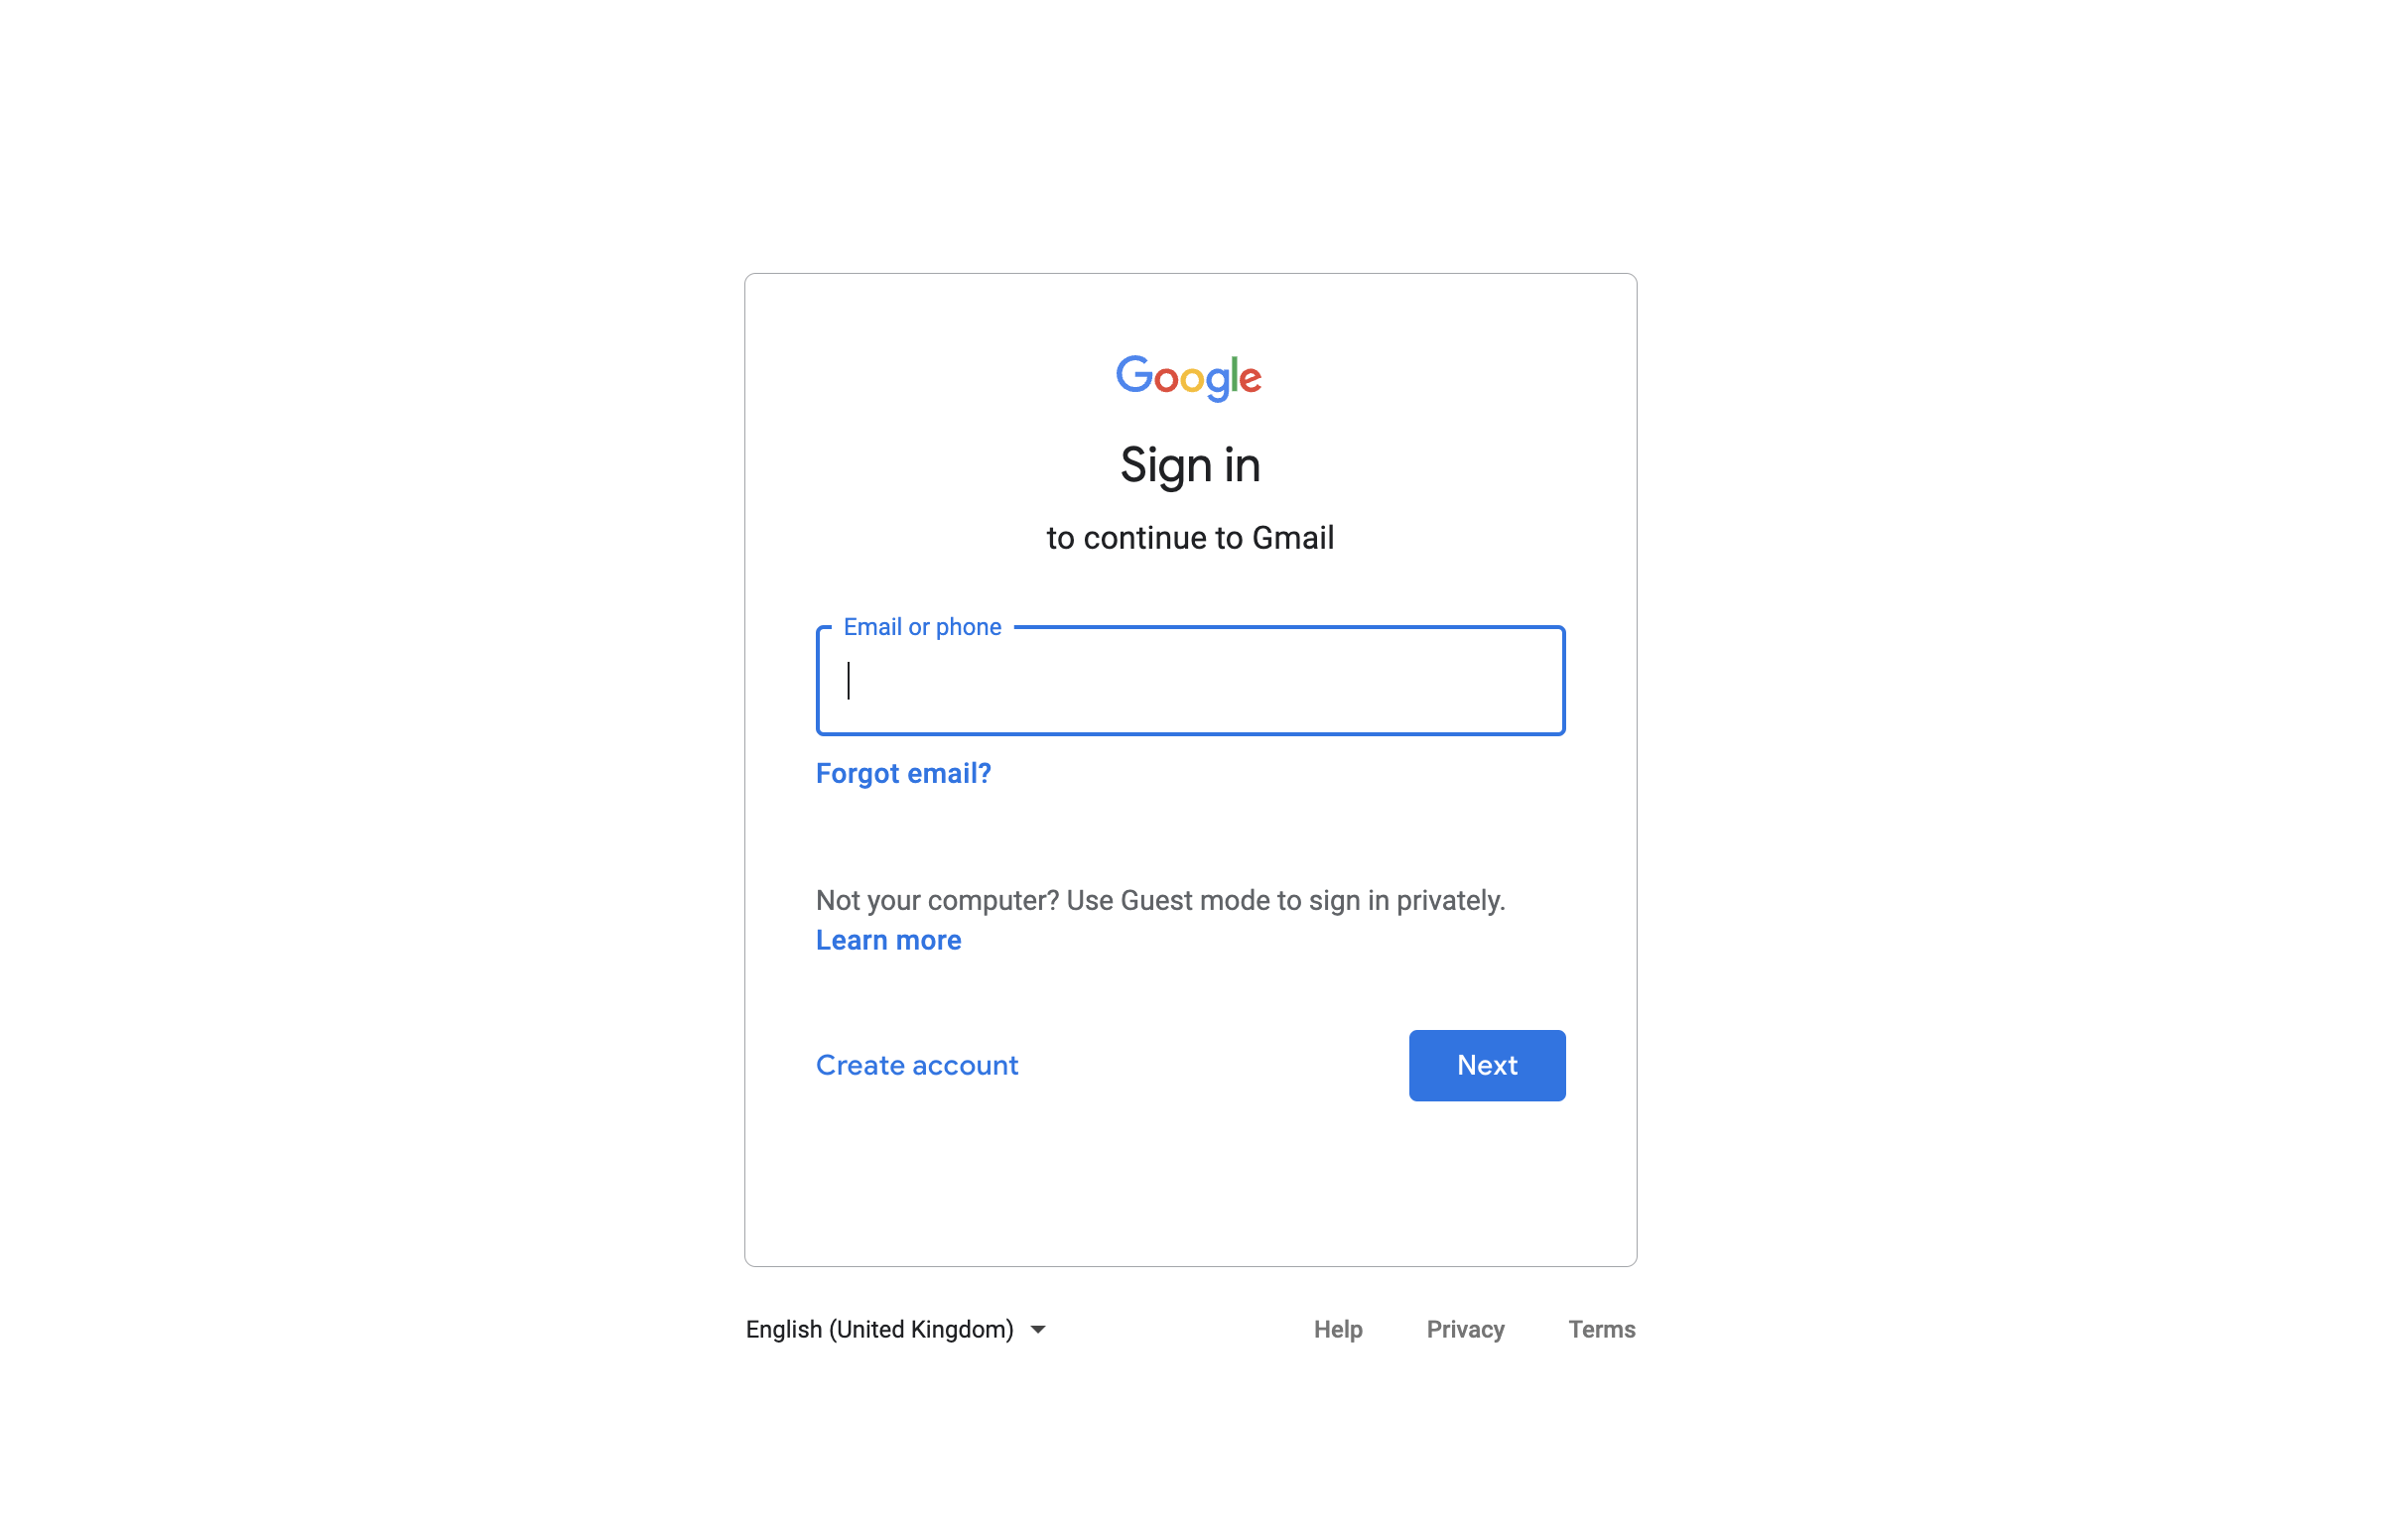 Google
Sign in
to continue to Gmail
Email or phone
Forgot email?
Not your computer? Use Guest mode to sign in privately.
Learn more
Create account
Next
English (United Kingdom)
Help
Privacy
Terms